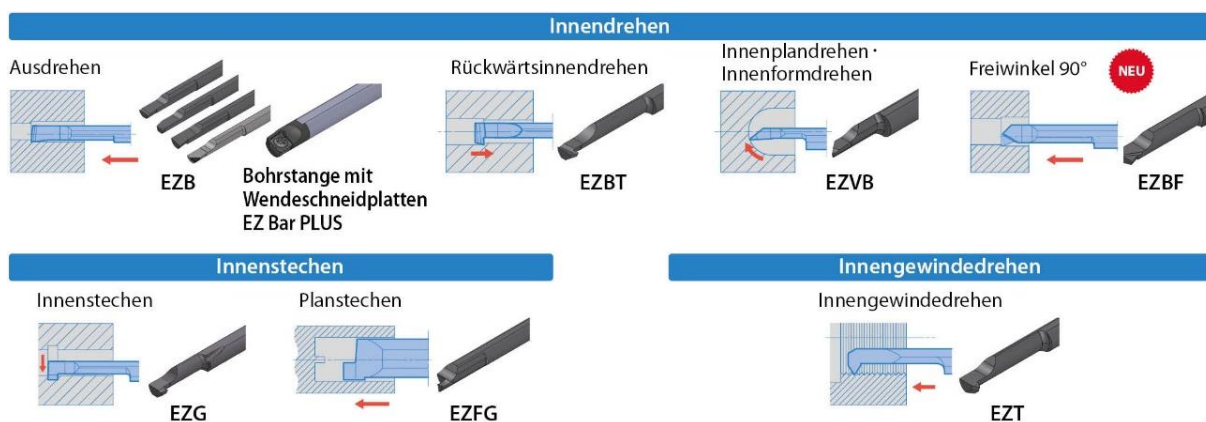 Innendrehen
Ausdrehen
EZB
Bohrstange mit
Wendeschneidplatten
EZ Bar PLUS
Rückwärtsinnendrehen
EZBT
Innenplandrehen ·
Innenformdrehen
EZVB
Freiwinkel 90°
NEU
EZBF
Innenstechen
Innenstechen
EZG
Planstechen
EZFG
Innengewindedrehen
Innengewindedrehen
EZT